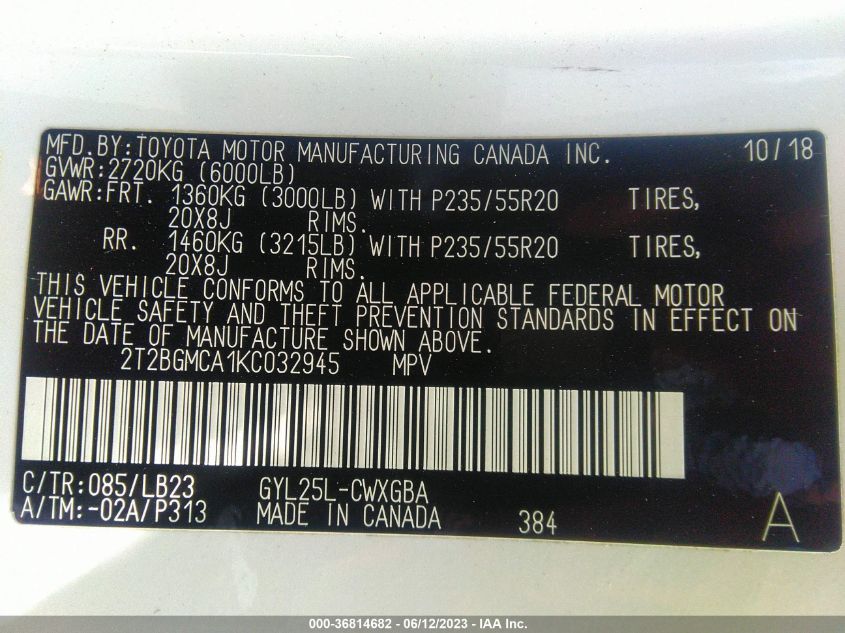 MFD.BY:TOYOTA MOTOR MANUFACTURING CANADA INC. 10/18
GVWR:2720KG (6000LB)
GAWR:FRT. 1360KG (3000LB) WITH P235/55R20 TIRES,
20X8J RIMS.
RR. 1460KG (3215LB) WITH P235/55R20 TIRES,
20X8J RIMS.
THIS VEHICLE CONFORMS TO ALL APPLICABLE FEDERAL MOTOR
VEHICLE SAFETY AND THEFT PREVENTION STANDARDS IN EFFECT ON
THE DATE OF MANUFACTURE SHOWN ABOVE.
2T2BGMCA1KC032945 MPV
C/TR:085/LB23 GYL25L-CWXGBA
A/TM:-02A/P313 MADE IN CANADA 384 A
000-36814682 - 06/12/2023 - IAA Inc.